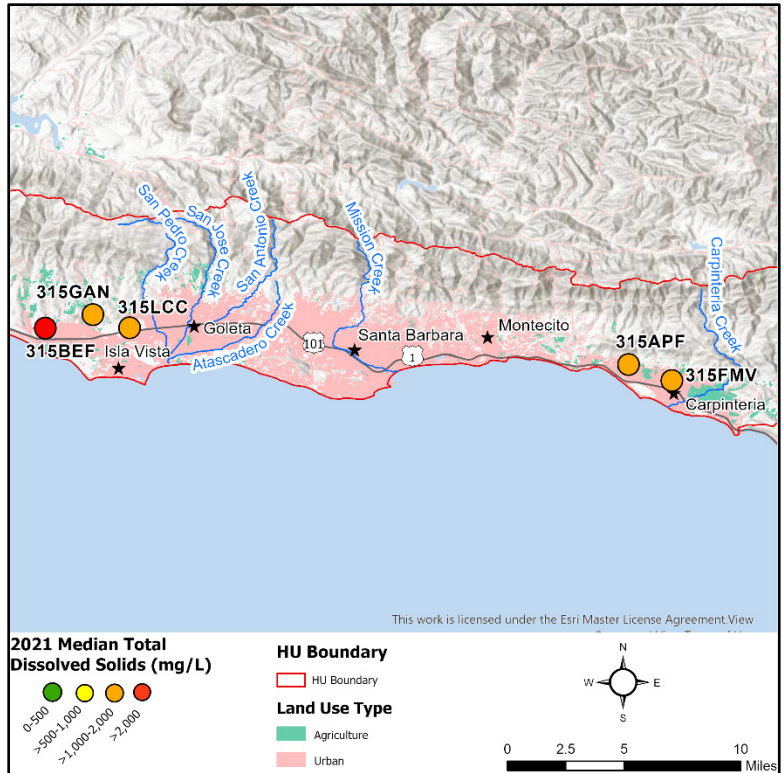 San Pedro Creek
San Jose Creek
San Antonio Creek
Mission Creek
Carpinteria Creek
315GAN
315LCC
Goleta
315BEF
Isla Vista
Atascadero Creek
101
Santa Barbara
1
Montecito
315APF
315FMV
Carpinteria
This work is licensed under the Esri Master License Agreement.View
2021 Median Total
Dissolved Solids (mg/L)
0-500
>500-1,000
>1,000-2,000
>2,000
HU Boundary
HU Boundary
Land Use Type
Agriculture
Urban
N
W E
S
0 2.5 5 10
Miles